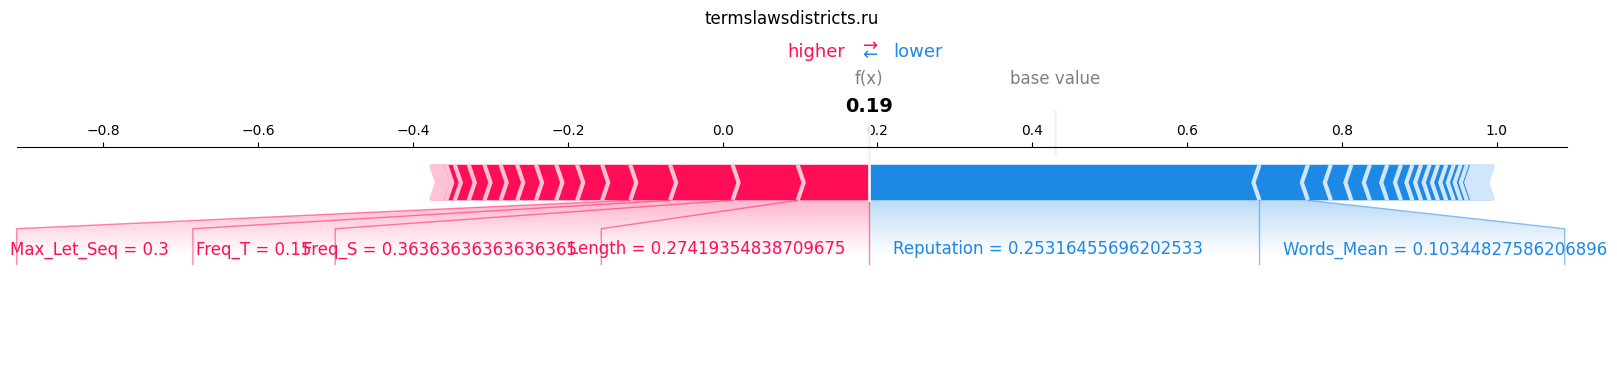 termslawsdistricts.ru
higher ⇄ lower
f(x) base value
0.19
−0.8 −0.6 −0.4 −0.2 0.0 0.2 0.4 0.6 0.8 1.0
Max_Let_Seq = 0.3 Freq_T = 0.15 Freq_S = 0.36363636363636365 Length = 0.27419354838709675 Reputation = 0.25316455696202533 Words_Mean = 0.10344827586206896